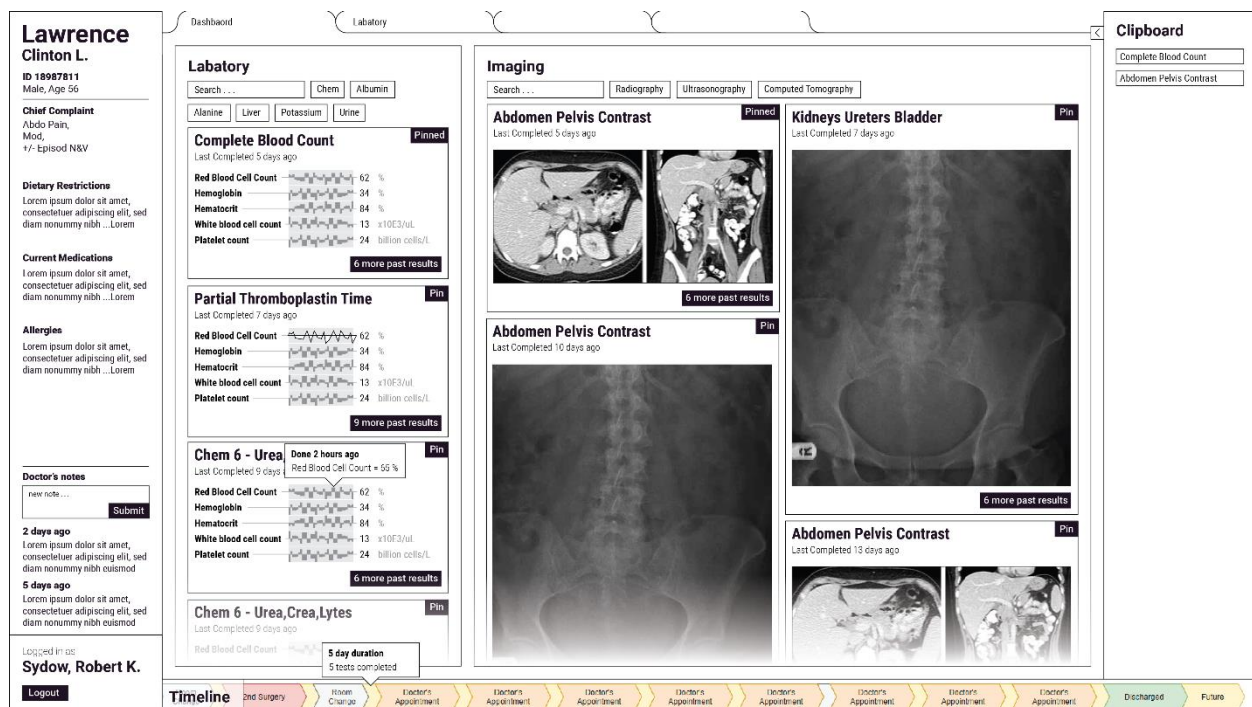 Lawrence
Clinton L.
ID 18987811
Male, Age 56
Chief Complaint
Abdo Pain,
Mod,
+/- Episod N&V
Dietary Restrictions
Lorem ipsum dolor sit amet,
consectetuer adipiscing elit, sed
diam nonummy nibh ...Lorem
Current Medications
Lorem ipsum dolor sit amet,
consectetuer adipiscing elit, sed
diam nonummy nibh ...Lorem
Allergies
Lorem ipsum dolor sit amet,
consectetuer adipiscing elit, sed
diam nonummy nibh ...Lorem
Doctor's notes
new note ...
Submit
2 days ago
Lorem ipsum dolor sit amet,
consectetuer adipiscing elit, sed
diam nonummy nibh euismod
5 days ago
Lorem ipsum dolor sit amet,
consectetuer adipiscing elit, sed
diam nonummy nibh euismod
Logged in as
Sydow, Robert K.
Logout
Dashbaord
Labatory
Labatory
Search . . .
Chem
Albumin
Alanine
Liver
Potassium
Urine
Pinned
Complete Blood Count
Last Completed 5 days ago
Red Blood Cell Count 62 %
Hemoglobin 34 %
Hematocrit 84 %
White blood cell count 13 x10E3/uL
Platelet count 24 billion cells/L
6 more past results
Pin
Partial Thromboplastin Time
Last Completed 7 days ago
Red Blood Cell Count 62 %
Hemoglobin 34 %
Hematocrit 84 %
White blood cell count 13 x10E3/uL
Platelet count 24 billion cells/L
9 more past results
Pin
Chem 6 - Urea,
Last Completed 9 days
Done 2 hours ago
Red Blood Cell Count = 65 %
Red Blood Cell Count 62 %
Hemoglobin 34 %
Hematocrit 84 %
White blood cell count 13 x10E3/uL
Platelet count 24 billion cells/L
6 more past results
Pin
Chem 6 - Urea,Crea,Lytes
Last Completed 9 days ago
Red Blood Cell Count
5 day duration
5 tests completed
Imaging
Search . . .
Radiography
Ultrasonography
Computed Tomography
Pinned
Abdomen Pelvis Contrast
Last Completed 5 days ago
6 more past results
Pin
Abdomen Pelvis Contrast
Last Completed 10 days ago
Pin
Kidneys Ureters Bladder
Last Completed 7 days ago
R
6 more past results
Pin
Abdomen Pelvis Contrast
Last Completed 13 days ago
Clipboard
Complete Blood Count
Abdomen Pelvis Contrast
Timeline
2nd Surgery
Room
Change
Doctor's
Appointment
Doctor's
Appointment
Doctor's
Appointment
Doctor's
Appointment
Doctor's
Appointment
Doctor's
Appointment
Doctor's
Appointment
Doctor's
Appointment
Discharged
Future